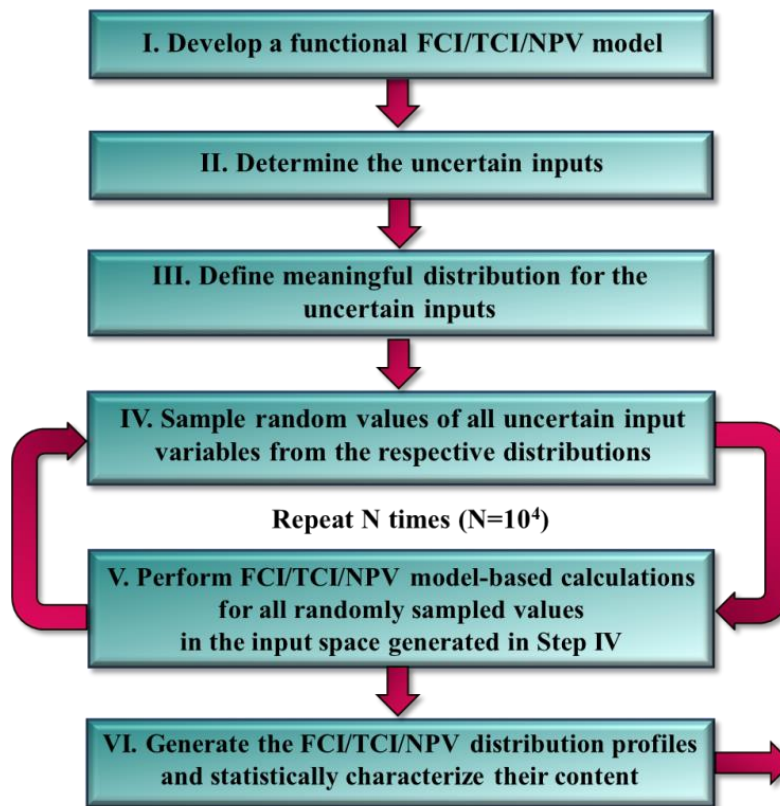 I. Develop a functional FCI/TCI/NPV model
II. Determine the uncertain inputs
III. Define meaningful distribution for the
uncertain inputs
IV. Sample random values of all uncertain input
variables from the respective distributions
Repeat N times (N=10⁴)
V. Perform FCI/TCI/NPV model-based calculations
for all randomly sampled values
in the input space generated in Step IV
VI. Generate the FCI/TCI/NPV distribution profiles
and statistically characterize their content